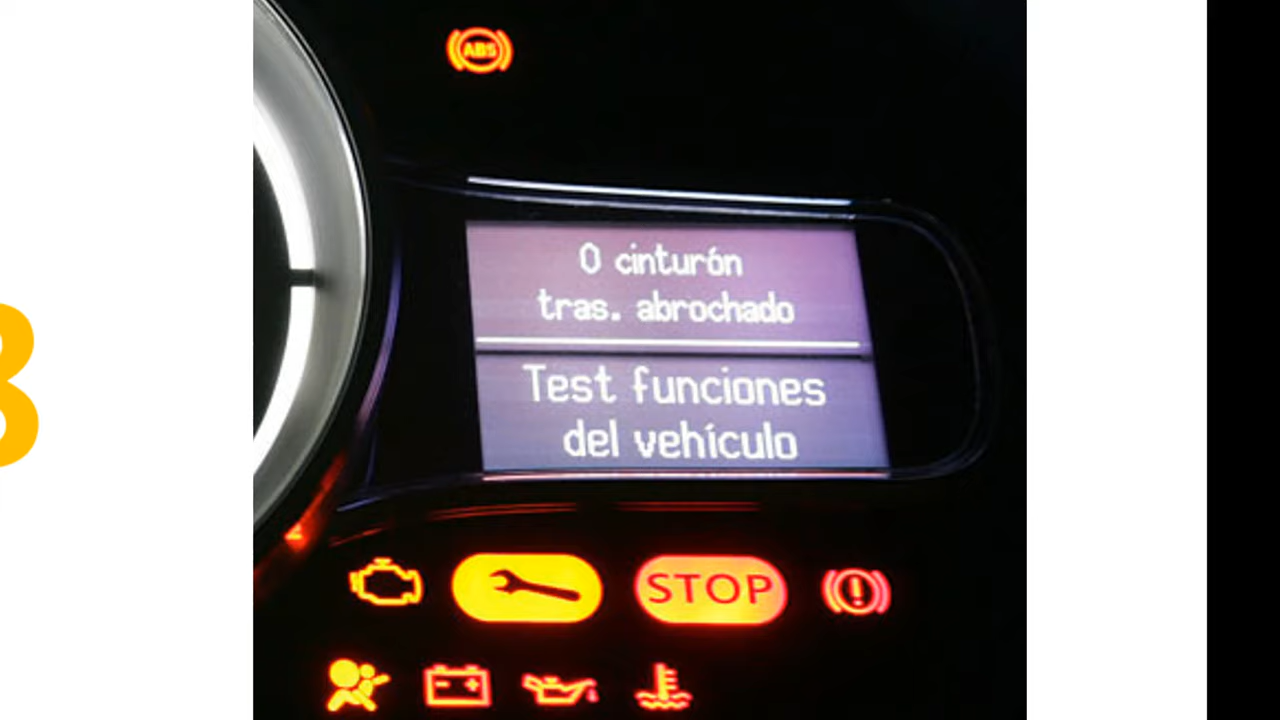 ABS
0 cinturón
tras. abrochado
Test funciones
del vehículo
STOP